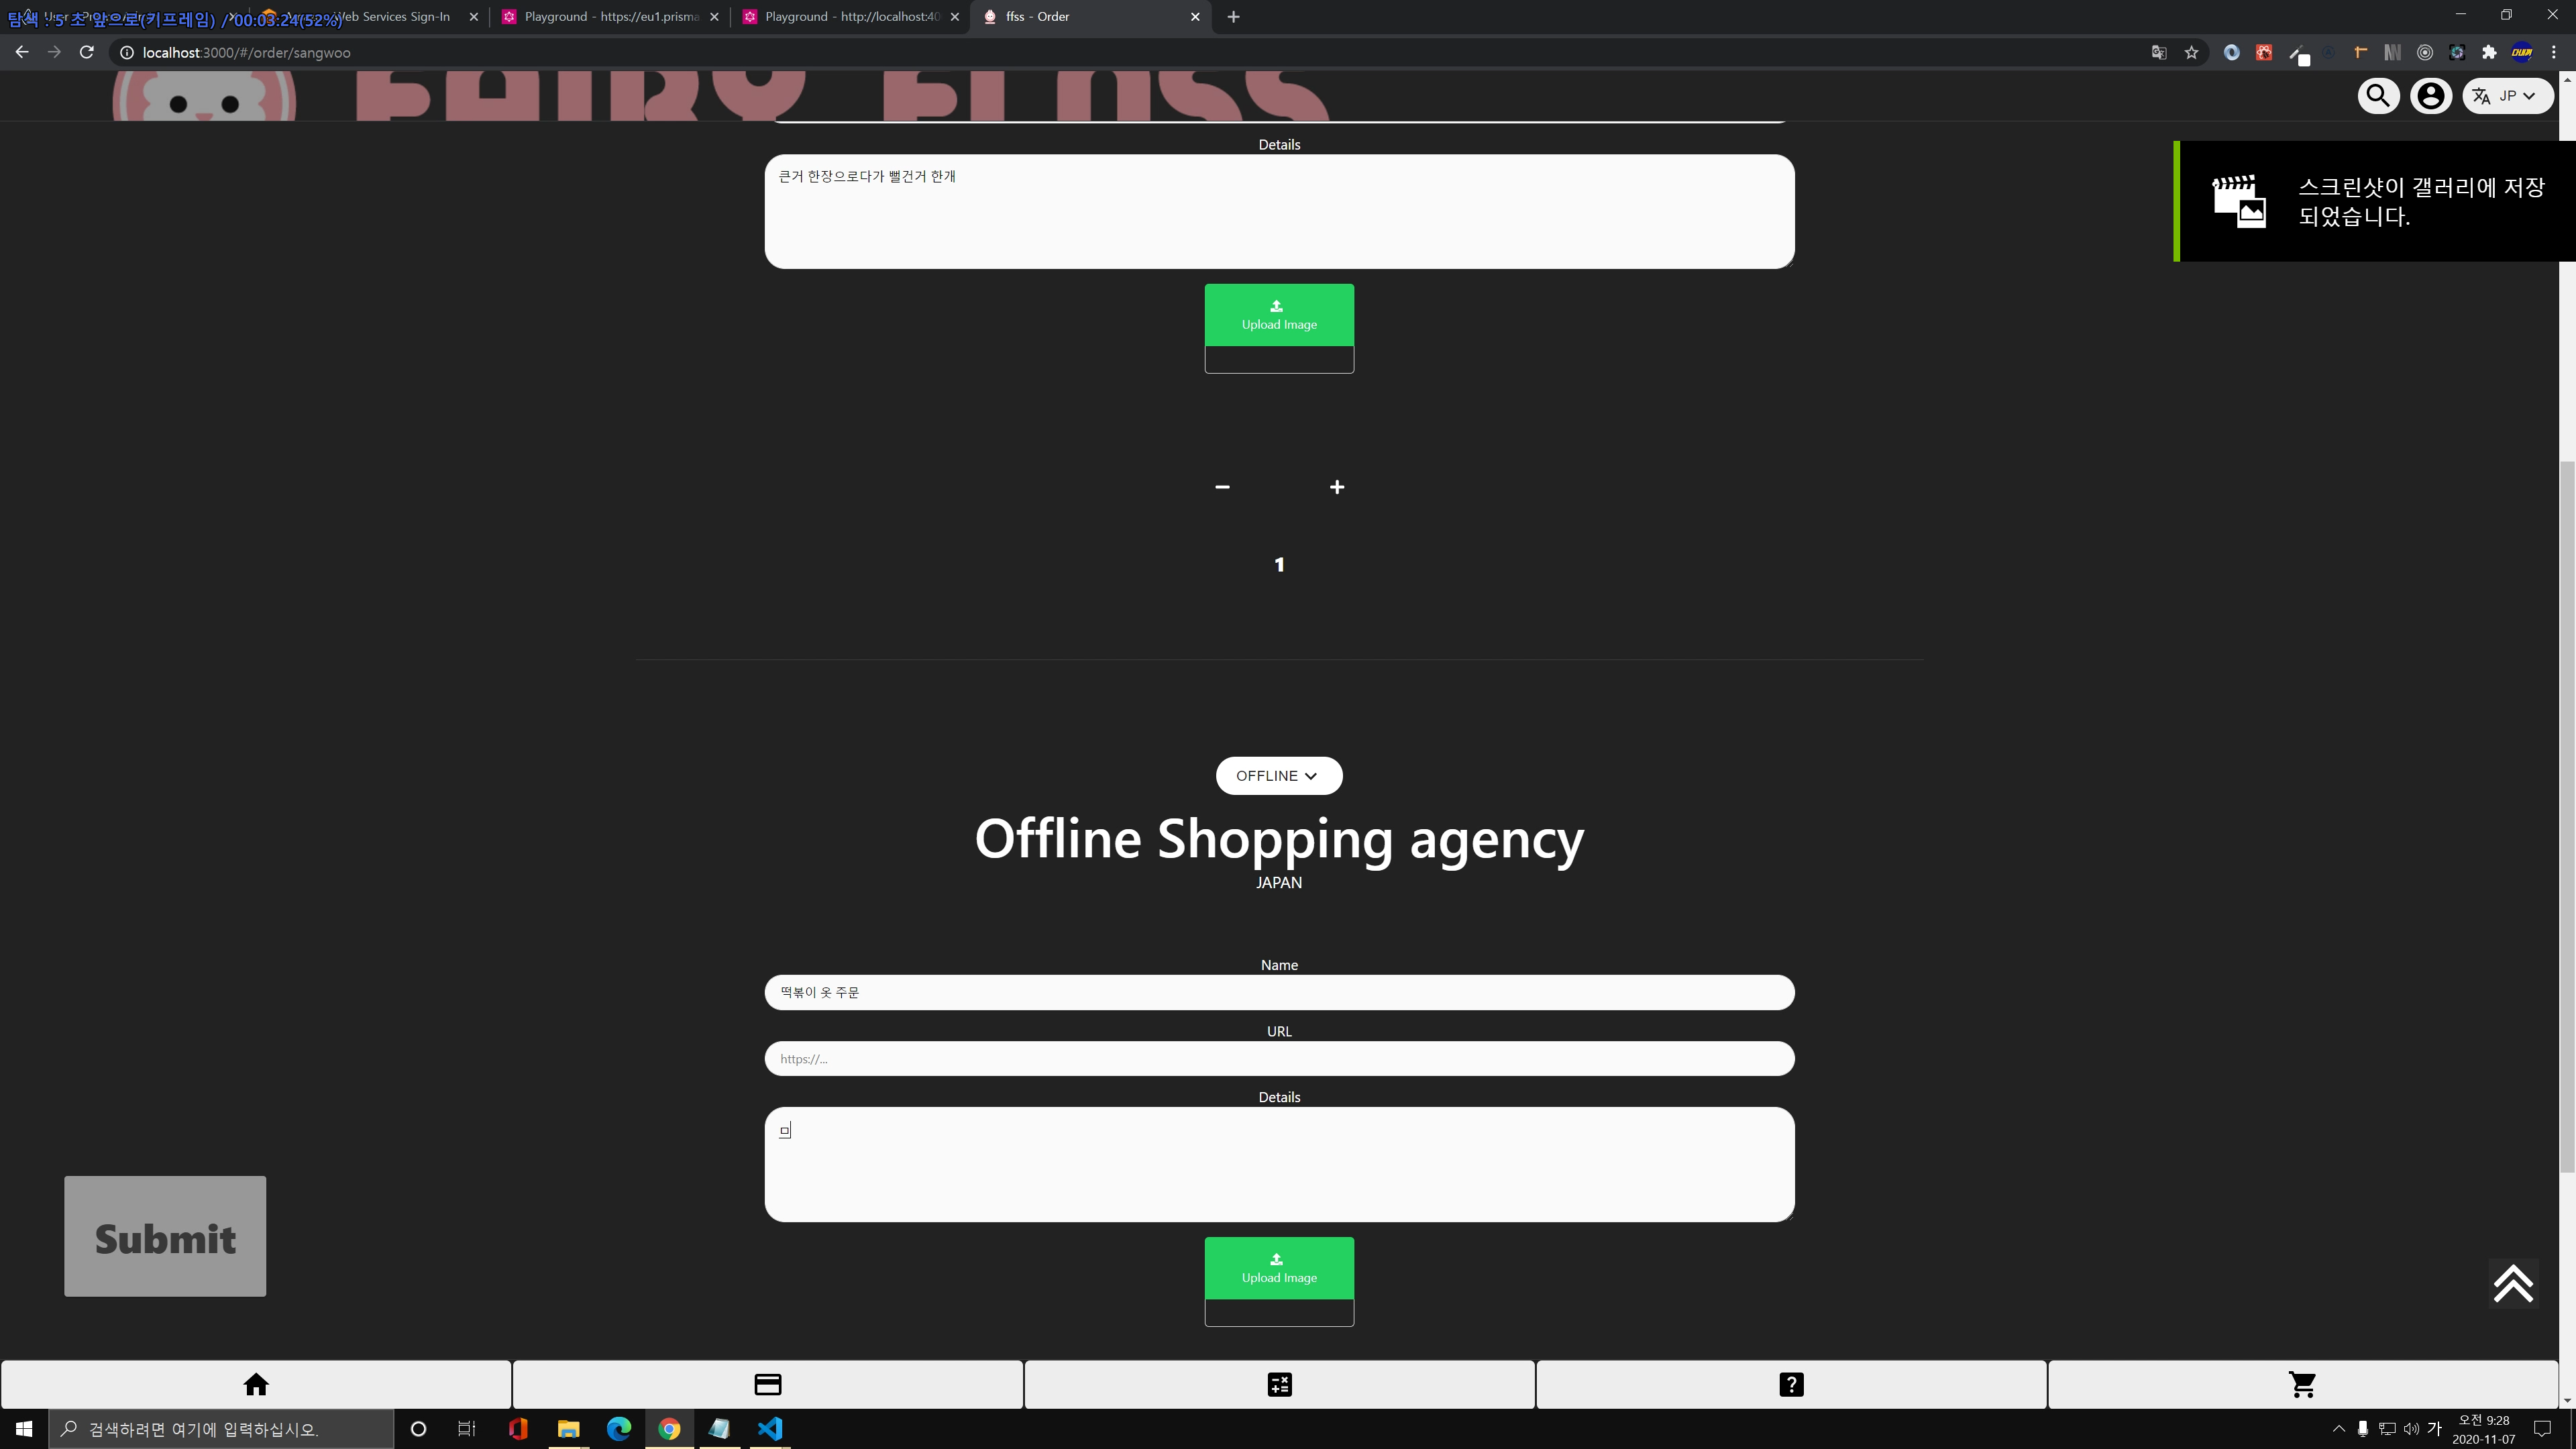 탐색 : 5 초 앞으로(키프레임) / 00:03:24(52%)
Web Services Sign-In
Playground - https://eu1.prisma
Playground - http://localhost:40
ffss - Order
localhost:3000/#/order/sangwoo
FAIRY FLOSS
JP
스크린샷이 갤러리에 저장
되었습니다.
Details
큰거 한장으로다가 뻘건거 한개
Upload Image
1
OFFLINE
Offline Shopping agency
JAPAN
Name
떡볶이 옷 주문
URL
https://...
Details
ㅁ
Submit
Upload Image
검색하려면 여기에 입력하십시오.
가
오전 9:28
2020-11-07